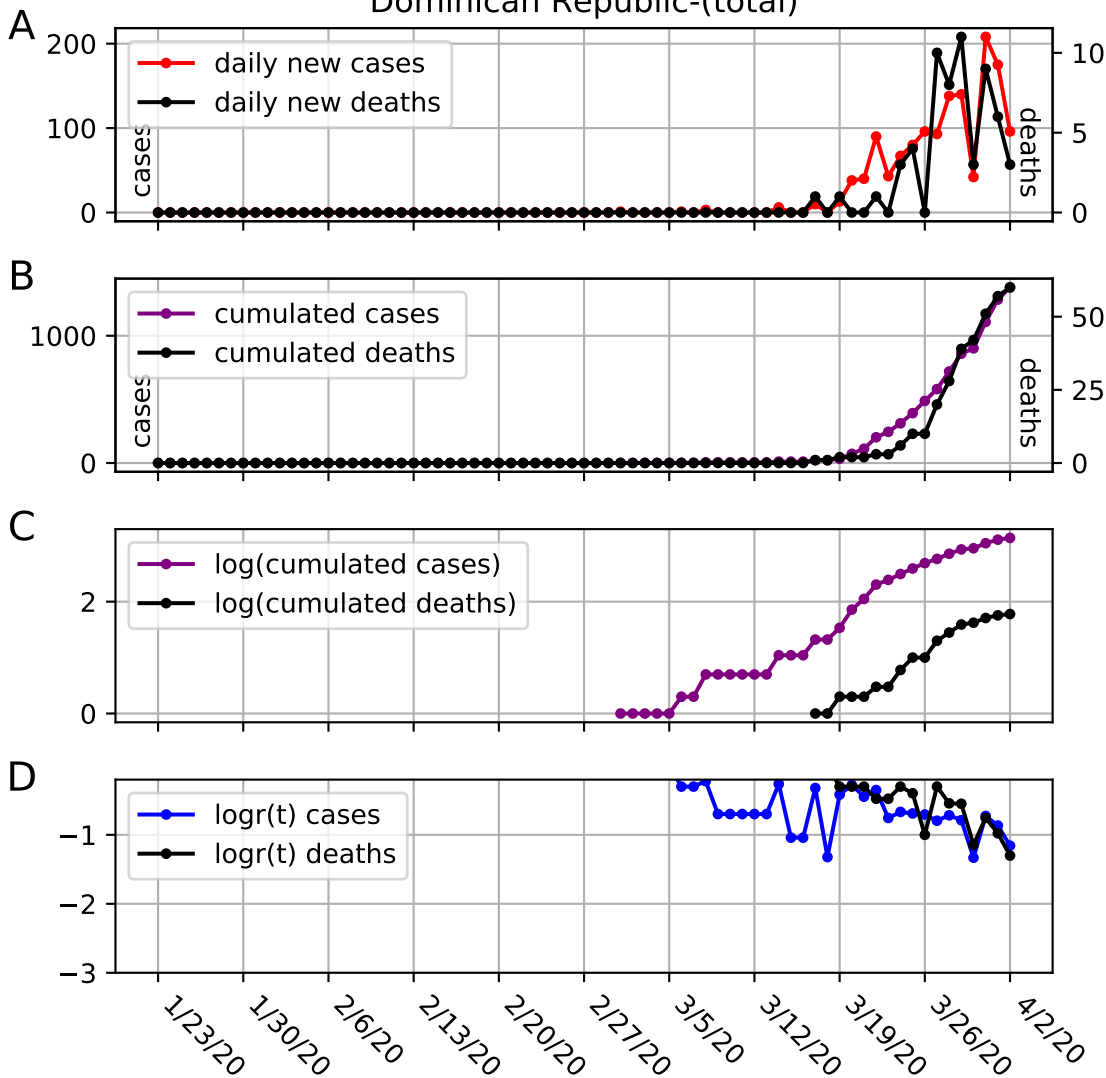 Dominican Republic-(total)
A
200
100
0
cases
daily new cases
daily new deaths
deaths
10
5
0
B
1000
0
cases
cumulated cases
cumulated deaths
deaths
50
25
0
C
2
0
log(cumulated cases)
log(cumulated deaths)
D
−1
−2
−3
logr(t) cases
logr(t) deaths
1/23/20
1/30/20
2/6/20
2/13/20
2/20/20
2/27/20
3/5/20
3/12/20
3/19/20
3/26/20
4/2/20